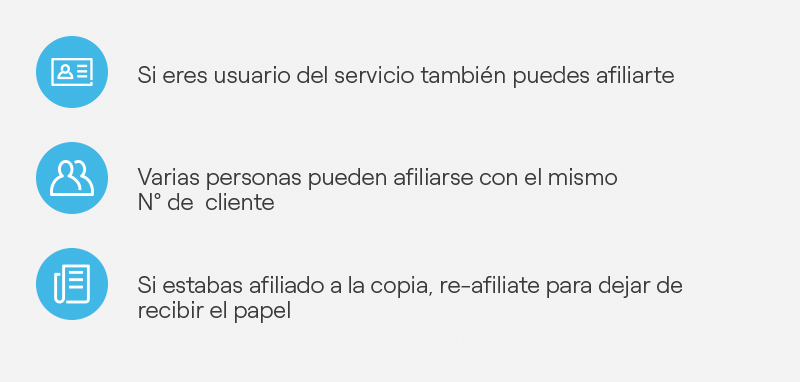 Si eres usuario del servicio también puedes afiliarte
Varias personas pueden afiliarse con el mismo
N° de  cliente
Si estabas afiliado a la copia, re-afiliate para dejar de
recibir el papel